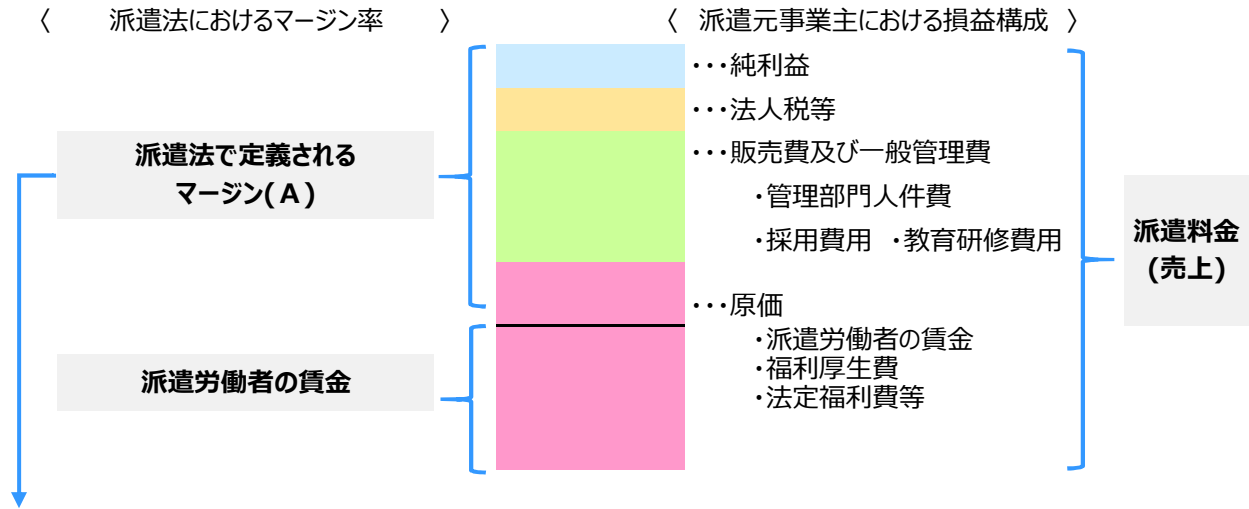 〈 派遣法におけるマージン率 〉
〈 派遣元事業主における損益構成 〉
・・・純利益
・・・法人税等
派遣法で定義される
マージン(Ａ)
・・・販売費及び一般管理費
・管理部門人件費
・採用費用 ・教育研修費用
派遣料金
(売上)
・・・原価
・派遣労働者の賃金
・福利厚生費
・法定福利費等
派遣労働者の賃金